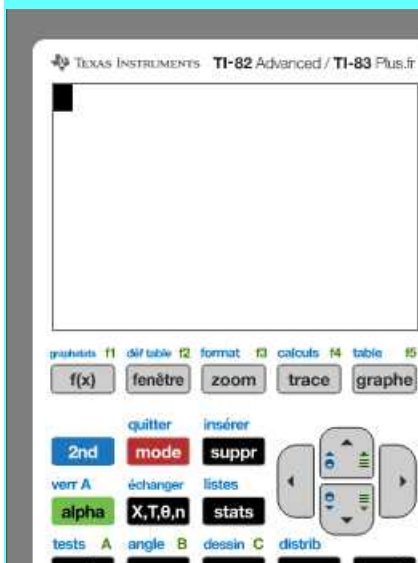 TEXAS INSTRUMENTS TI-82 Advanced / TI-83 Plus.fr
graphstats f1 déf table f2 format f3 calculs f4 table f5
f(x) fenêtre zoom trace graphe
quitter insérer
2nd mode suppr
verr A échanger listes
alpha X,T,θ,n stats
tests A angle B dessin C distrib